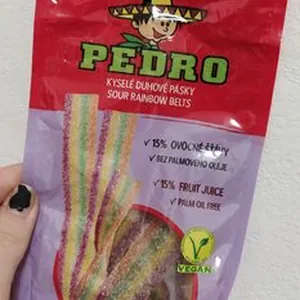 PEDRO
KYSELÉ DUHOVÉ PÁSKY
SOUR RAINBOW BELTS
✓ 15% OVOCNÉ ŠŤÁVY
✓ BEZ PALMOVÉHO OLEJE
✓ 15% FRUIT JUICE
✓ PALM OIL FREE
VEGAN